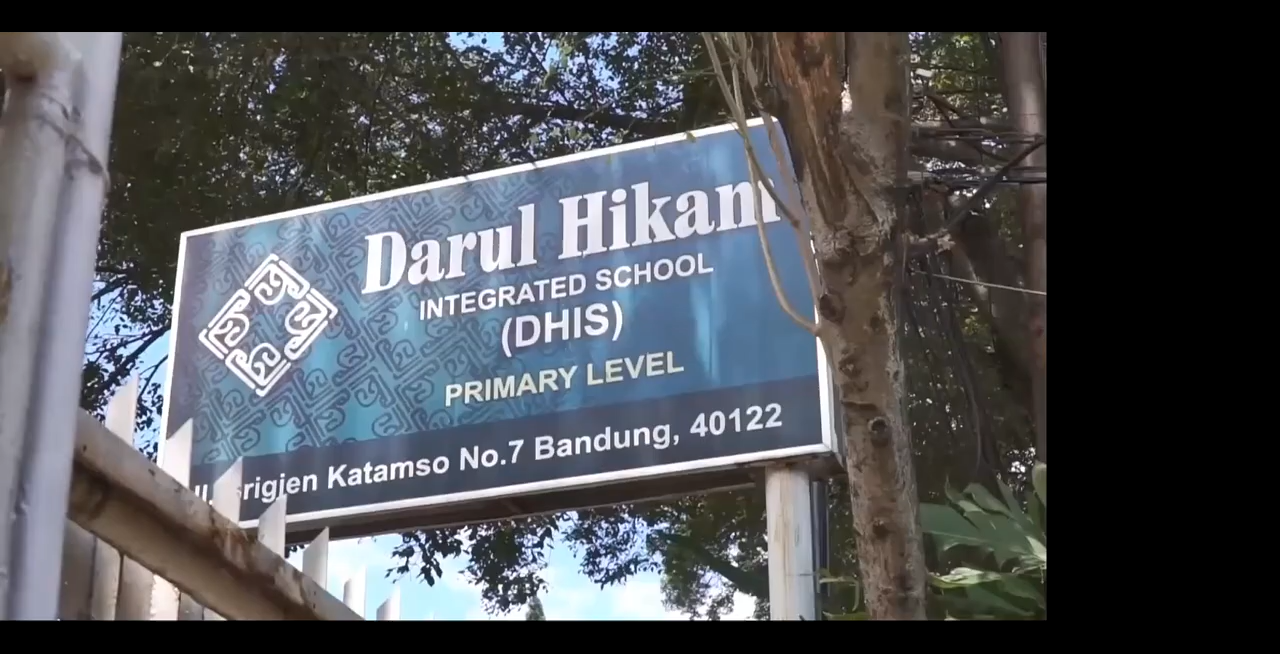 Darul Hikam
INTEGRATED SCHOOL
(DHIS)
PRIMARY LEVEL
Katamso No.7 Bandung, 40122